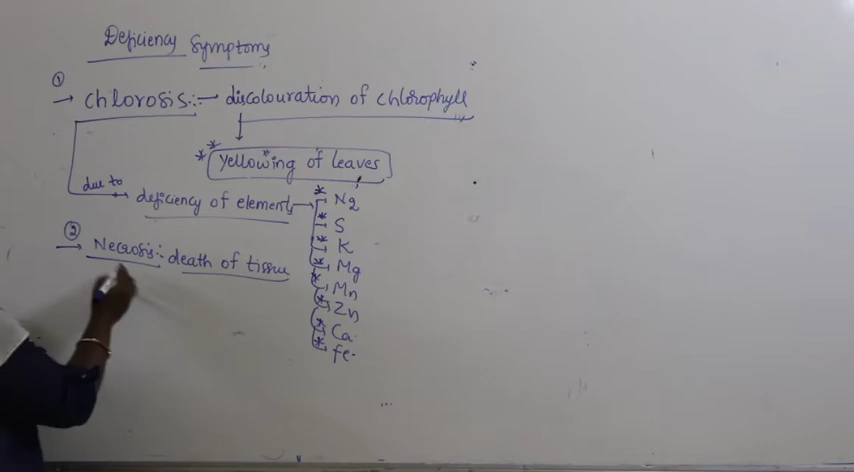 Deficiency Symptoms
① → Chlorosis :- → discolouration of chlorophyll
** Yellowing of leaves
due to → deficiency of elements → * N2
* S
* K
* Mg
* Mn
* Zn
* Ca
* Fe
② → Necrosis :- death of tissue